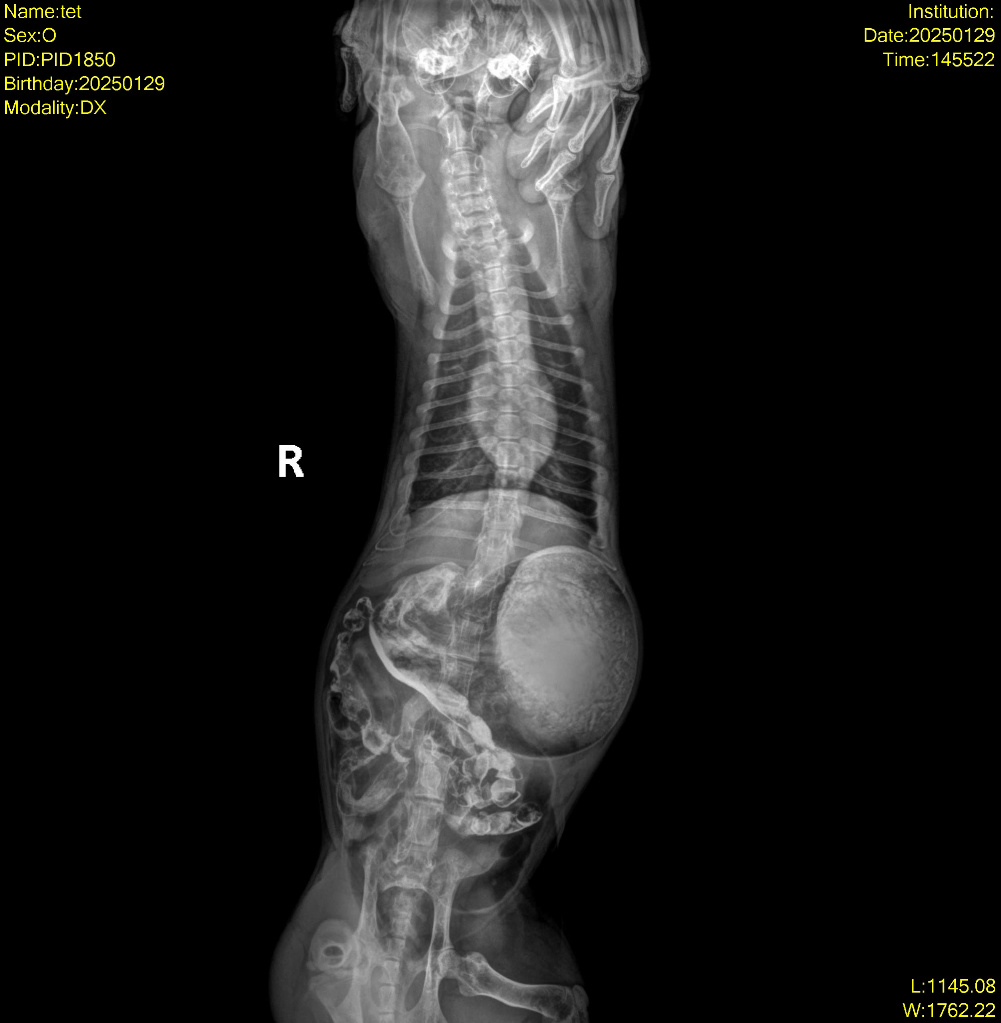 Name:tet
Sex:O
PID:PID1850
Birthday:20250129
Modality:DX
Institution:
Date:20250129
Time:145522
R
L:1145.08
W:1762.22